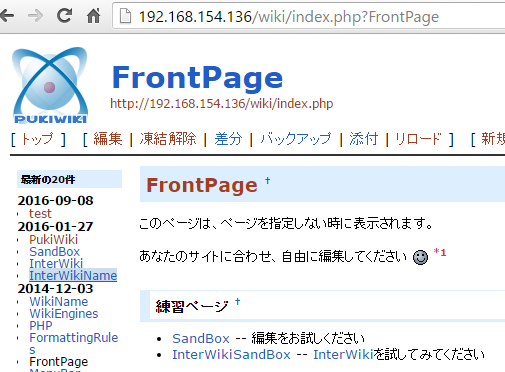 192.168.154.136/wiki/index.php?FrontPage
PUKIWIKI
FrontPage
http://192.168.154.136/wiki/index.php
[ トップ ] [ 編集 | 凍結解除 | 差分 | バックアップ | 添付 | リロード ] [ 新規
最新の20件
2016-09-08
test
2016-01-27
PukiWiki
SandBox
InterWiki
InterWikiName
2014-12-03
WikiName
WikiEngines
PHP
FormattingRule
s
FrontPage
MenuBar
FrontPage †
このページは、ページを指定しない時に表示されます。
あなたのサイトに合わせ、自由に編集してください *1
練習ページ †
SandBox -- 編集をお試しください
InterWikiSandBox -- InterWikiを試してみてください